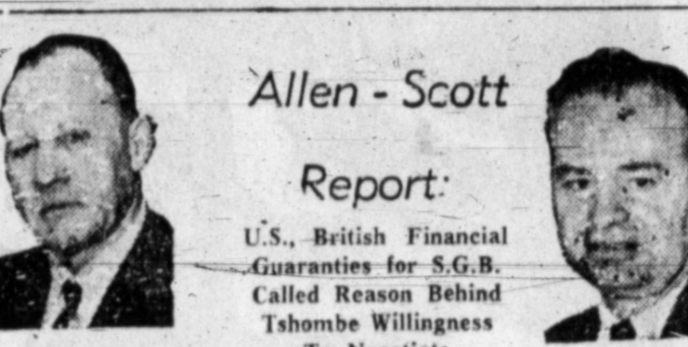 Allen - Scott
Report:
U.S., British Financial
Guaranties for S.G.B.
Called Reason Behind
Tshombe Willingness